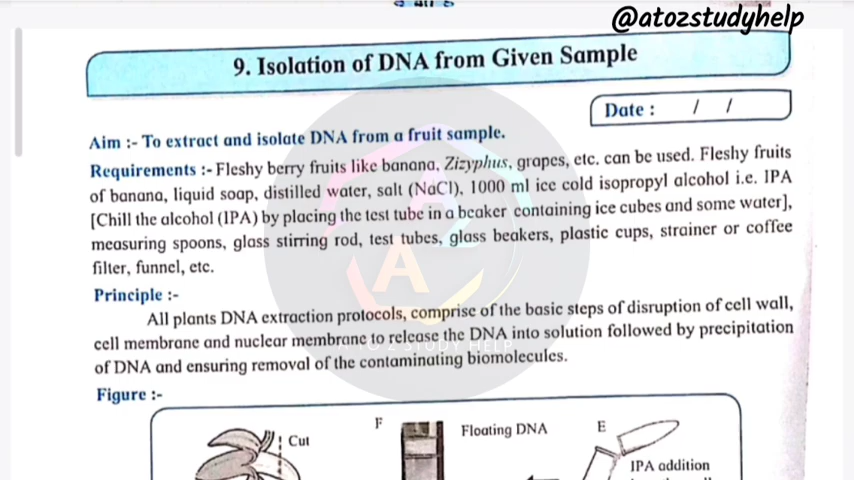 @atozstudyhelp
9. Isolation of DNA from Given Sample
Date :      /   /
Aim :- To extract and isolate DNA from a fruit sample.
Requirements :- Fleshy berry fruits like banana, Zizyphus, grapes, etc. can be used. Fleshy fruits
of banana, liquid soap, distilled water, salt (NaCl), 1000 ml ice cold isopropyl alcohol i.e. IPA
[Chill the alcohol (IPA) by placing the test tube in a beaker containing ice cubes and some water],
measuring spoons, glass stirring rod, test tubes, glass beakers, plastic cups, strainer or coffee
filter, funnel, etc.
Principle :-
All plants DNA extraction protocols, comprise of the basic steps of disruption of cell wall,
cell membrane and nuclear membrane to release the DNA into solution followed by precipitation
of DNA and ensuring removal of the contaminating biomolecules.
A TO Z STUDY HELP
Figure :-
Cut
F
Floating DNA
E
IPA addition